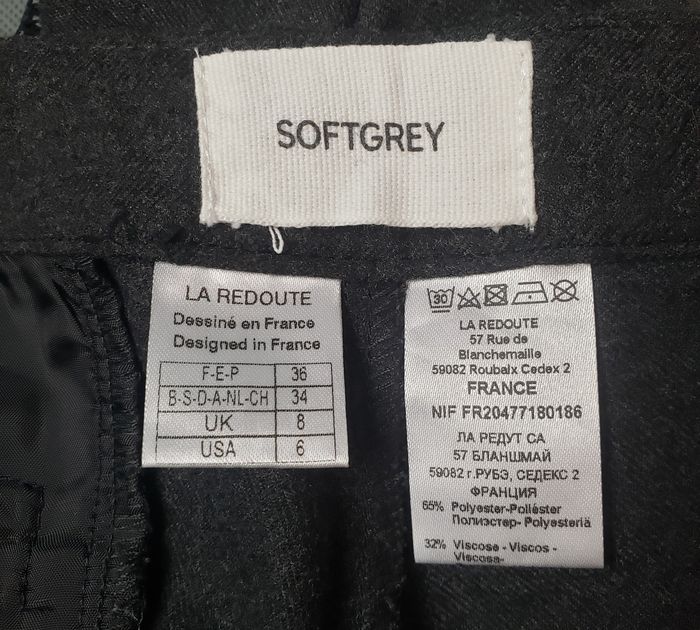 SOFTGREY
LA REDOUTE
Dessiné en France
Designed in France
F-E-P 36
B-S-D-A-NL-CH 34
UK 8
USA 6
30
LA REDOUTE
57 Rue de
Blanchemaille
59082 Roubaix Cedex 2
FRANCE
NIF FR20477180186
ЛА РЕДУТ СА
57 БЛАНШМАЙ
59082 г.РУБЭ, СЕДЕКС 2
ФРАНЦИЯ
65% Polyester-Poliéster
Полиэстер- Polyesteriä
32% Viscose - Viscos -
Viscosa-